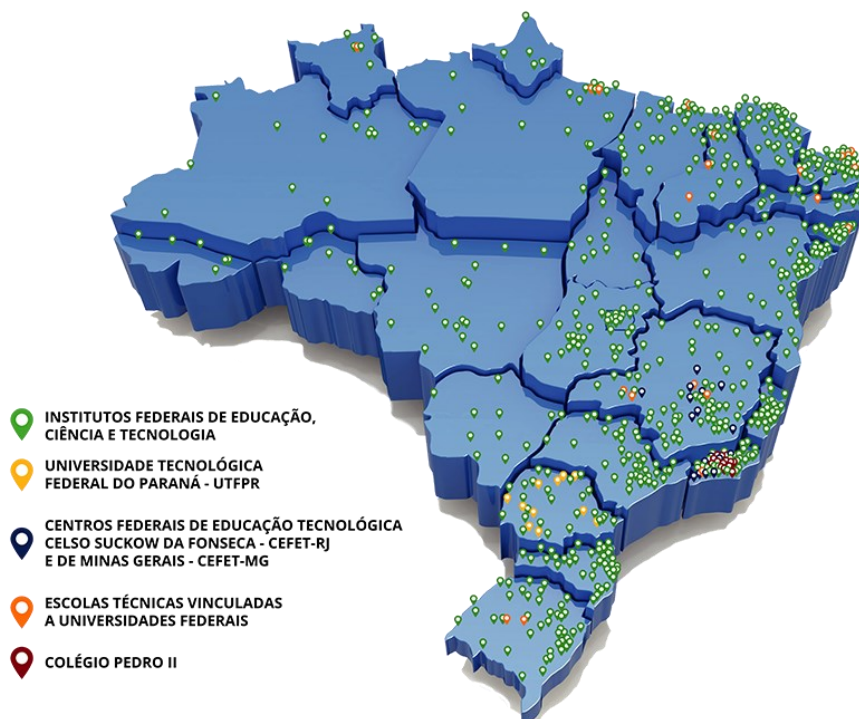 INSTITUTOS FEDERAIS DE EDUCAÇÃO,
CIÊNCIA E TECNOLOGIA
UNIVERSIDADE TECNOLÓGICA
FEDERAL DO PARANÁ - UTFPR
CENTROS FEDERAIS DE EDUCAÇÃO TECNOLÓGICA
CELSO SUCKOW DA FONSECA - CEFET-RJ
E DE MINAS GERAIS - CEFET-MG
ESCOLAS TÉCNICAS VINCULADAS
A UNIVERSIDADES FEDERAIS
COLÉGIO PEDRO II